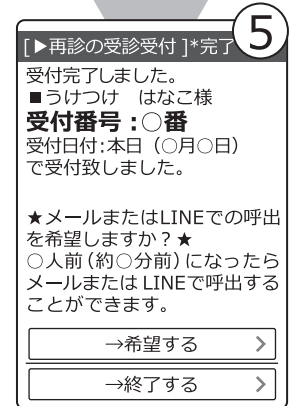 5
[▶再診の受診受付]*完了
受付完了しました。
■うけつけ　はなこ様
受付番号：○番
受付日付:本日（○月○日）
で受付致しました。
★メールまたはLINEでの呼出
を希望しますか？★
○人前（約○分前）になったら
メールまたは LINEで呼出する
ことができます。
→希望する
→終了する